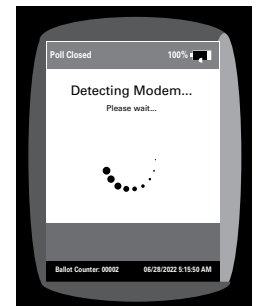 Poll Closed 100%
Detecting Modem...
Please wait...
Ballot Counter: 00002 06/28/2022 5:15:50 AM